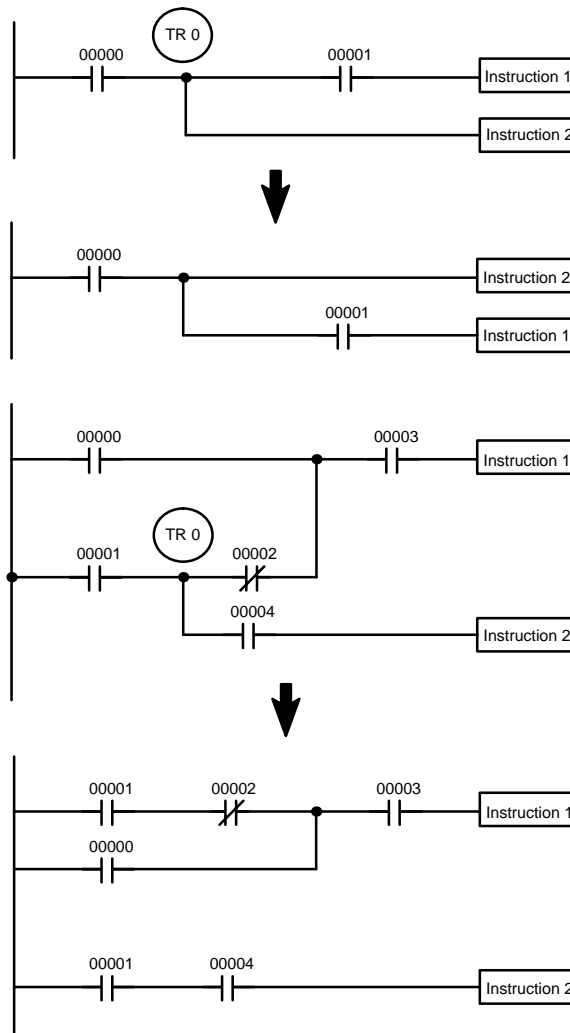 TR 0
00000 00001
Instruction 1
Instruction 2
00000
Instruction 2
00001
Instruction 1
00000 00003
Instruction 1
TR 0
00001 00002
00004
Instruction 2
00001 00002 00003
Instruction 1
00000
00001 00004
Instruction 2